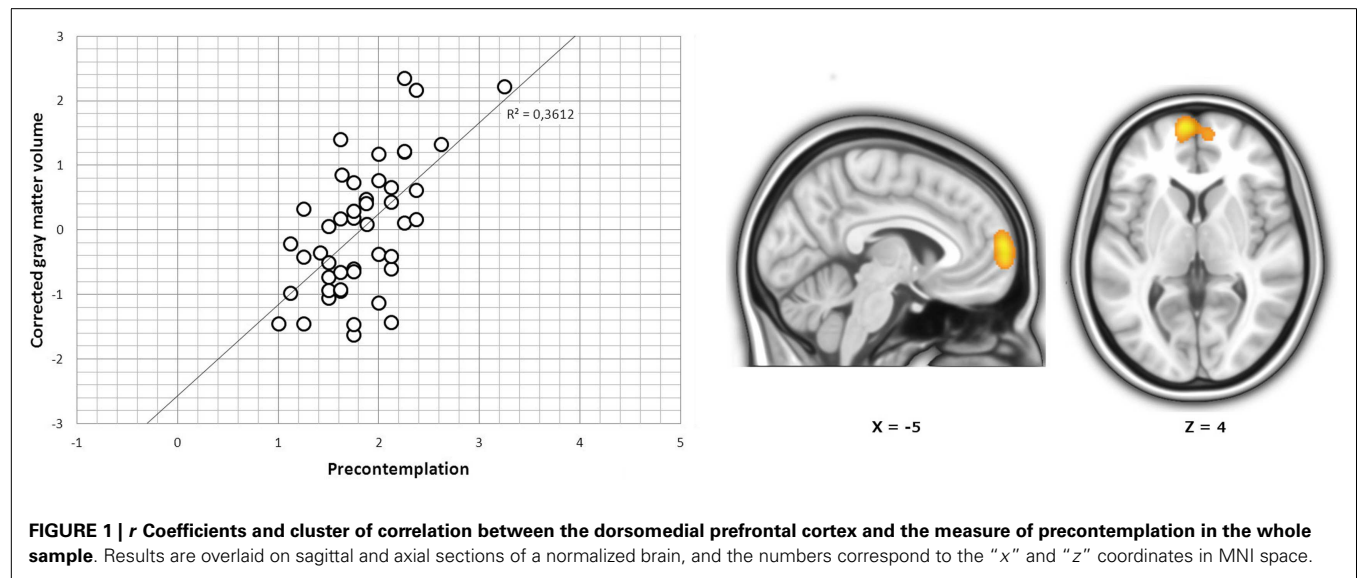 3
2
1
0
-1
-2
-3
Corrected gray matter volume
R² = 0,3612
-1 0 1 2 3 4 5
Precontemplation
X = -5
Z = 4
FIGURE 1 | r Coefficients and cluster of correlation between the dorsomedial prefrontal cortex and the measure of precontemplation in the whole
sample. Results are overlaid on sagittal and axial sections of a normalized brain, and the numbers correspond to the “x” and “z” coordinates in MNI space.